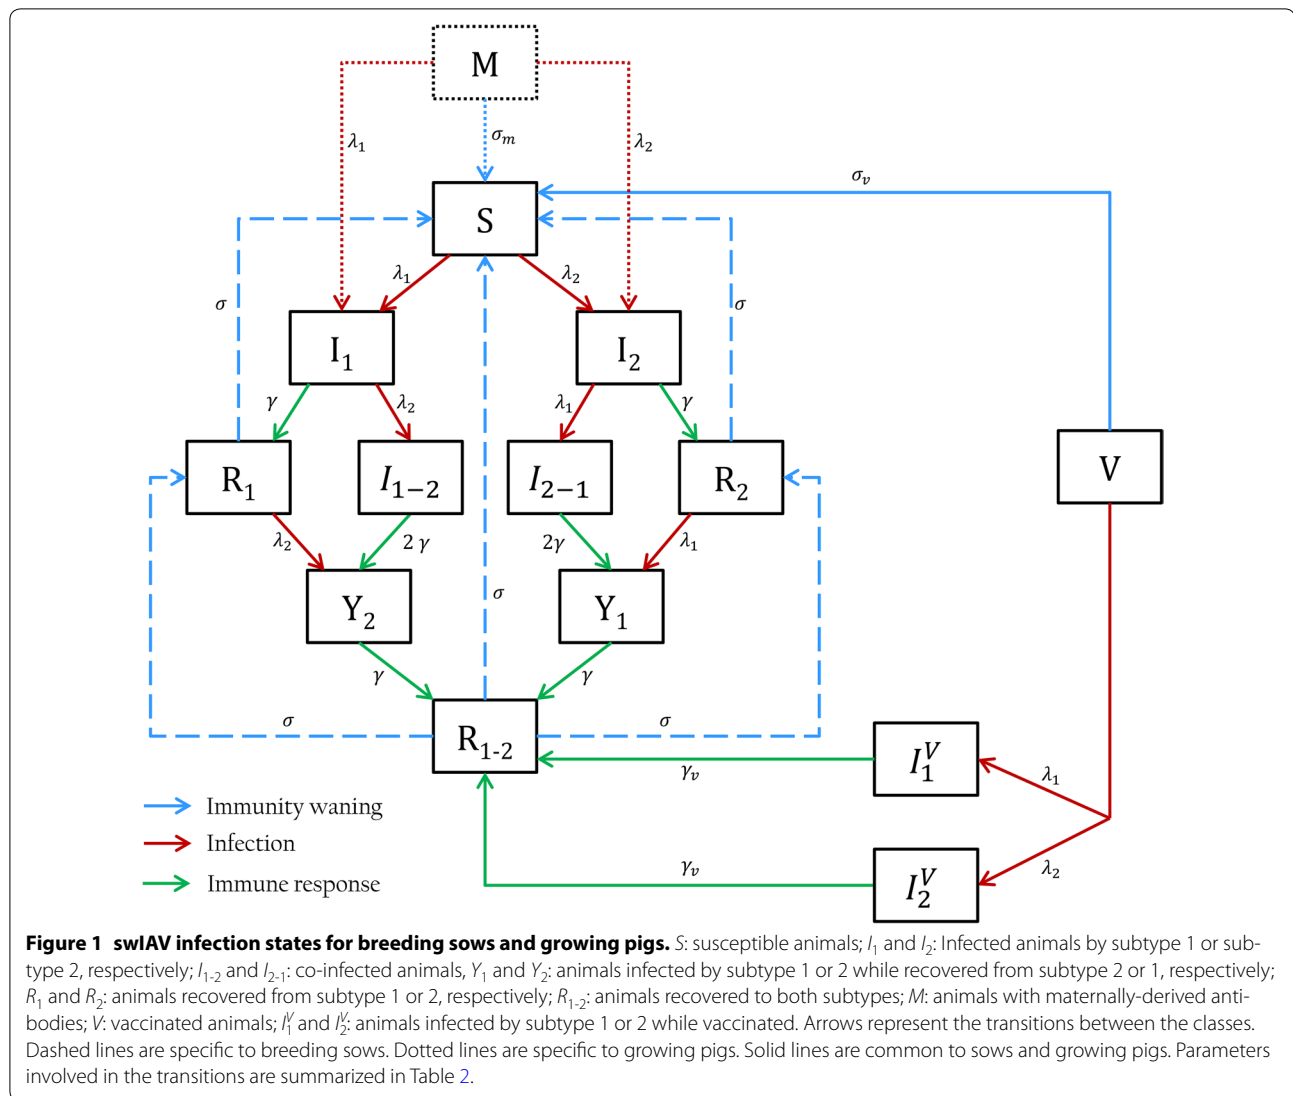 M
λ₁
σₘ
λ₂
σᵥ
S
λ₁
λ₂
σ
σ
I₁
I₂
γ
λ₂
λ₁
γ
R₁
I₁₋₂
I₂₋₁
R₂
V
λ₂
2 γ
2γ
λ₁
Y₂
σ
Y₁
γ
γ
σ
R₁₋₂
σ
γᵥ
I₁ⱽ
λ₁
Immunity waning
Infection
Immune response
γᵥ
I₂ⱽ
λ₂
Figure 1 swIAV infection states for breeding sows and growing pigs. S: susceptible animals; I₁ and I₂: Infected animals by subtype 1 or sub-
type 2, respectively; I₁₋₂ and I₂₋₁: co-infected animals, Y₁ and Y₂: animals infected by subtype 1 or 2 while recovered from subtype 2 or 1, respectively;
R₁ and R₂: animals recovered from subtype 1 or 2, respectively; R₁₋₂: animals recovered to both subtypes; M: animals with maternally-derived anti-
bodies; V: vaccinated animals; I₁ⱽ and I₂ⱽ: animals infected by subtype 1 or 2 while vaccinated. Arrows represent the transitions between the classes.
Dashed lines are specific to breeding sows. Dotted lines are specific to growing pigs. Solid lines are common to sows and growing pigs. Parameters
involved in the transitions are summarized in Table 2.